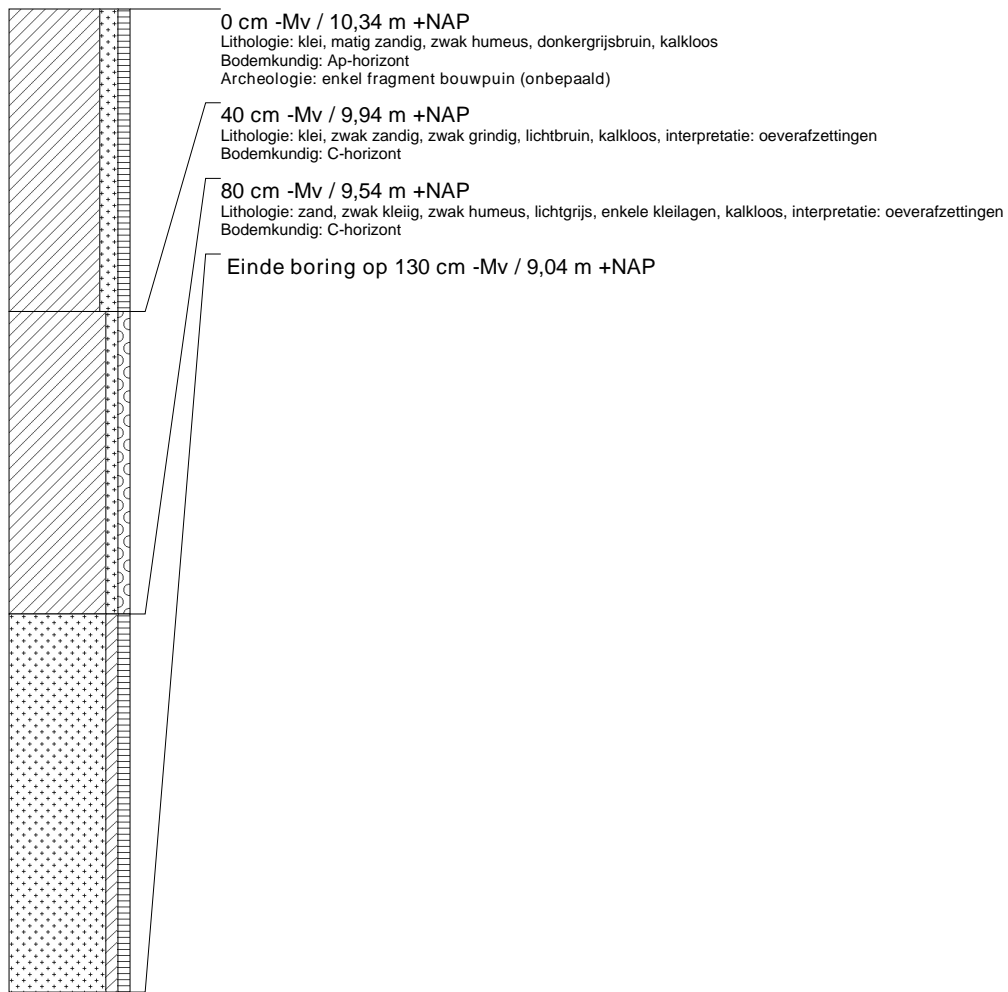 0 cm -Mv / 10,34 m +NAP
Lithologie: klei, matig zandig, zwak humeus, donkergrijsbruin, kalkloos
Bodemkundig: Ap-horizont
Archeologie: enkel fragment bouwpuin (onbepaald)
40 cm -Mv / 9,94 m +NAP
Lithologie: klei, zwak zandig, zwak grindig, lichtbruin, kalkloos, interpretatie: oeverafzettingen
Bodemkundig: C-horizont
80 cm -Mv / 9,54 m +NAP
Lithologie: zand, zwak kleiig, zwak humeus, lichtgrijs, enkele kleilagen, kalkloos, interpretatie: oeverafzettingen
Bodemkundig: C-horizont
Einde boring op 130 cm -Mv / 9,04 m +NAP